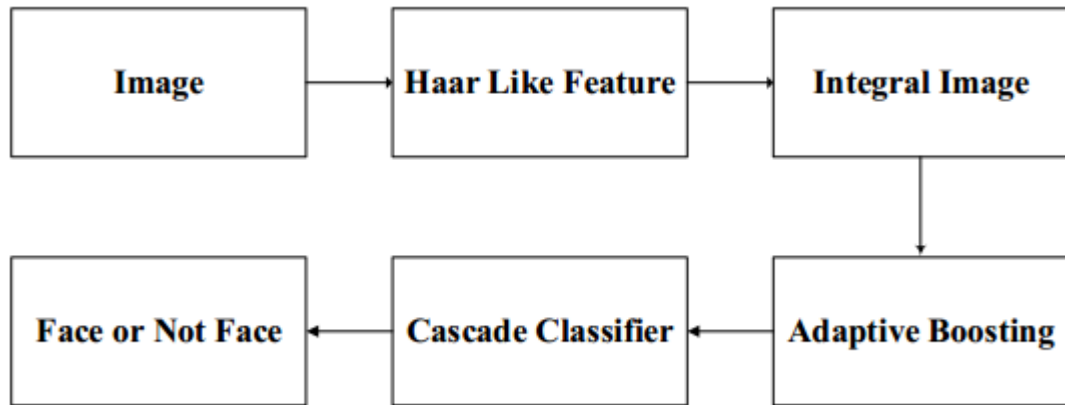 Image
Haar Like Feature
Integral Image
Adaptive Boosting
Cascade Classifier
Face or Not Face